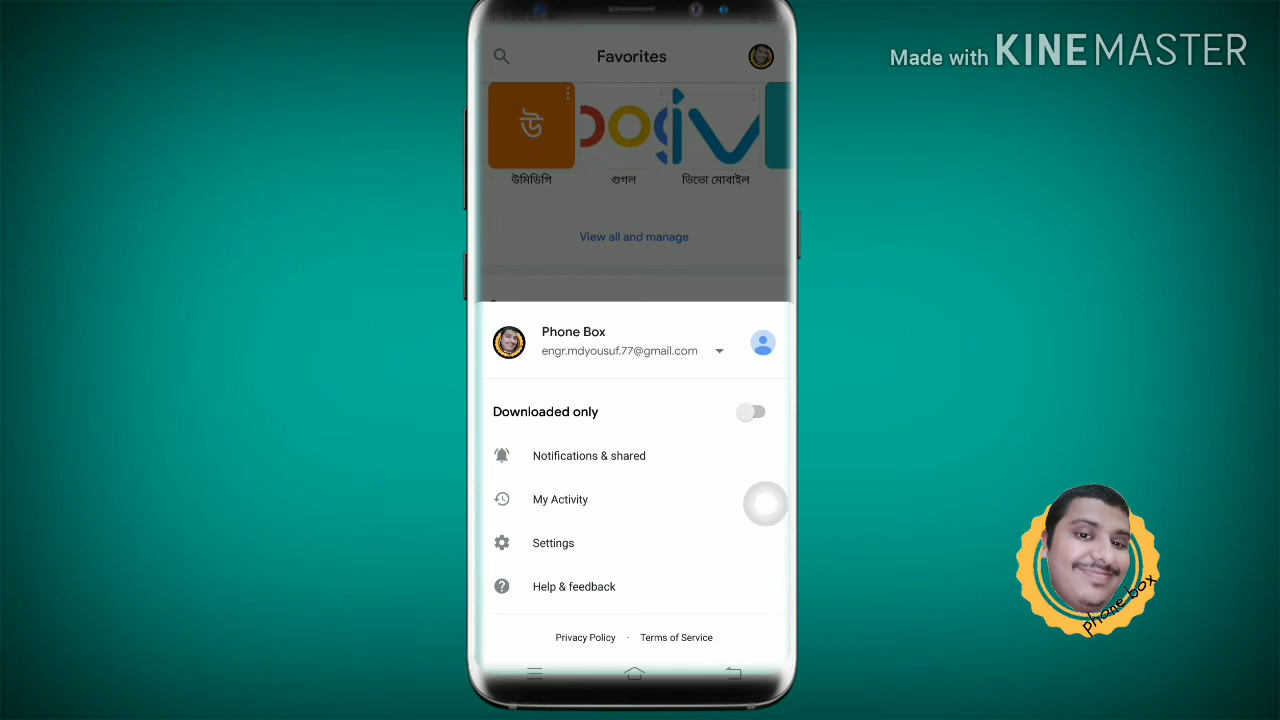 Made with KINEMASTER
Favorites
উ
উমিডিগি
গুগল
ভিভো মোবাইল
View all and manage
Phone Box
engr.mdyousuf.77@gmail.com
Downloaded only
Notifications & shared
My Activity
Settings
Help & feedback
Privacy Policy · Terms of Service
phone box